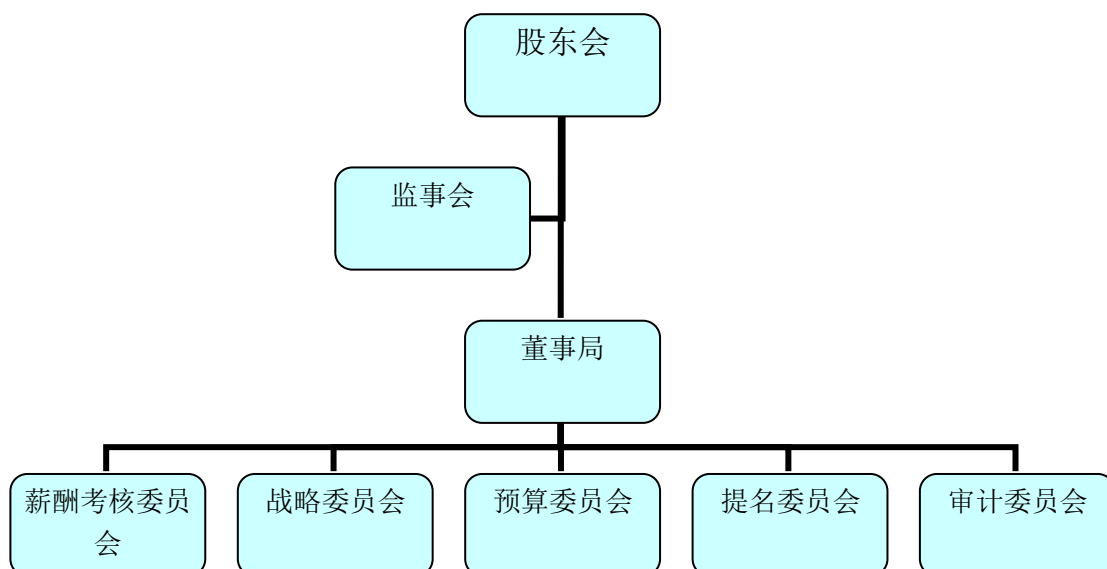 股东会
监事会
董事局
薪酬考核委员
会
战略委员会
预算委员会
提名委员会
审计委员会